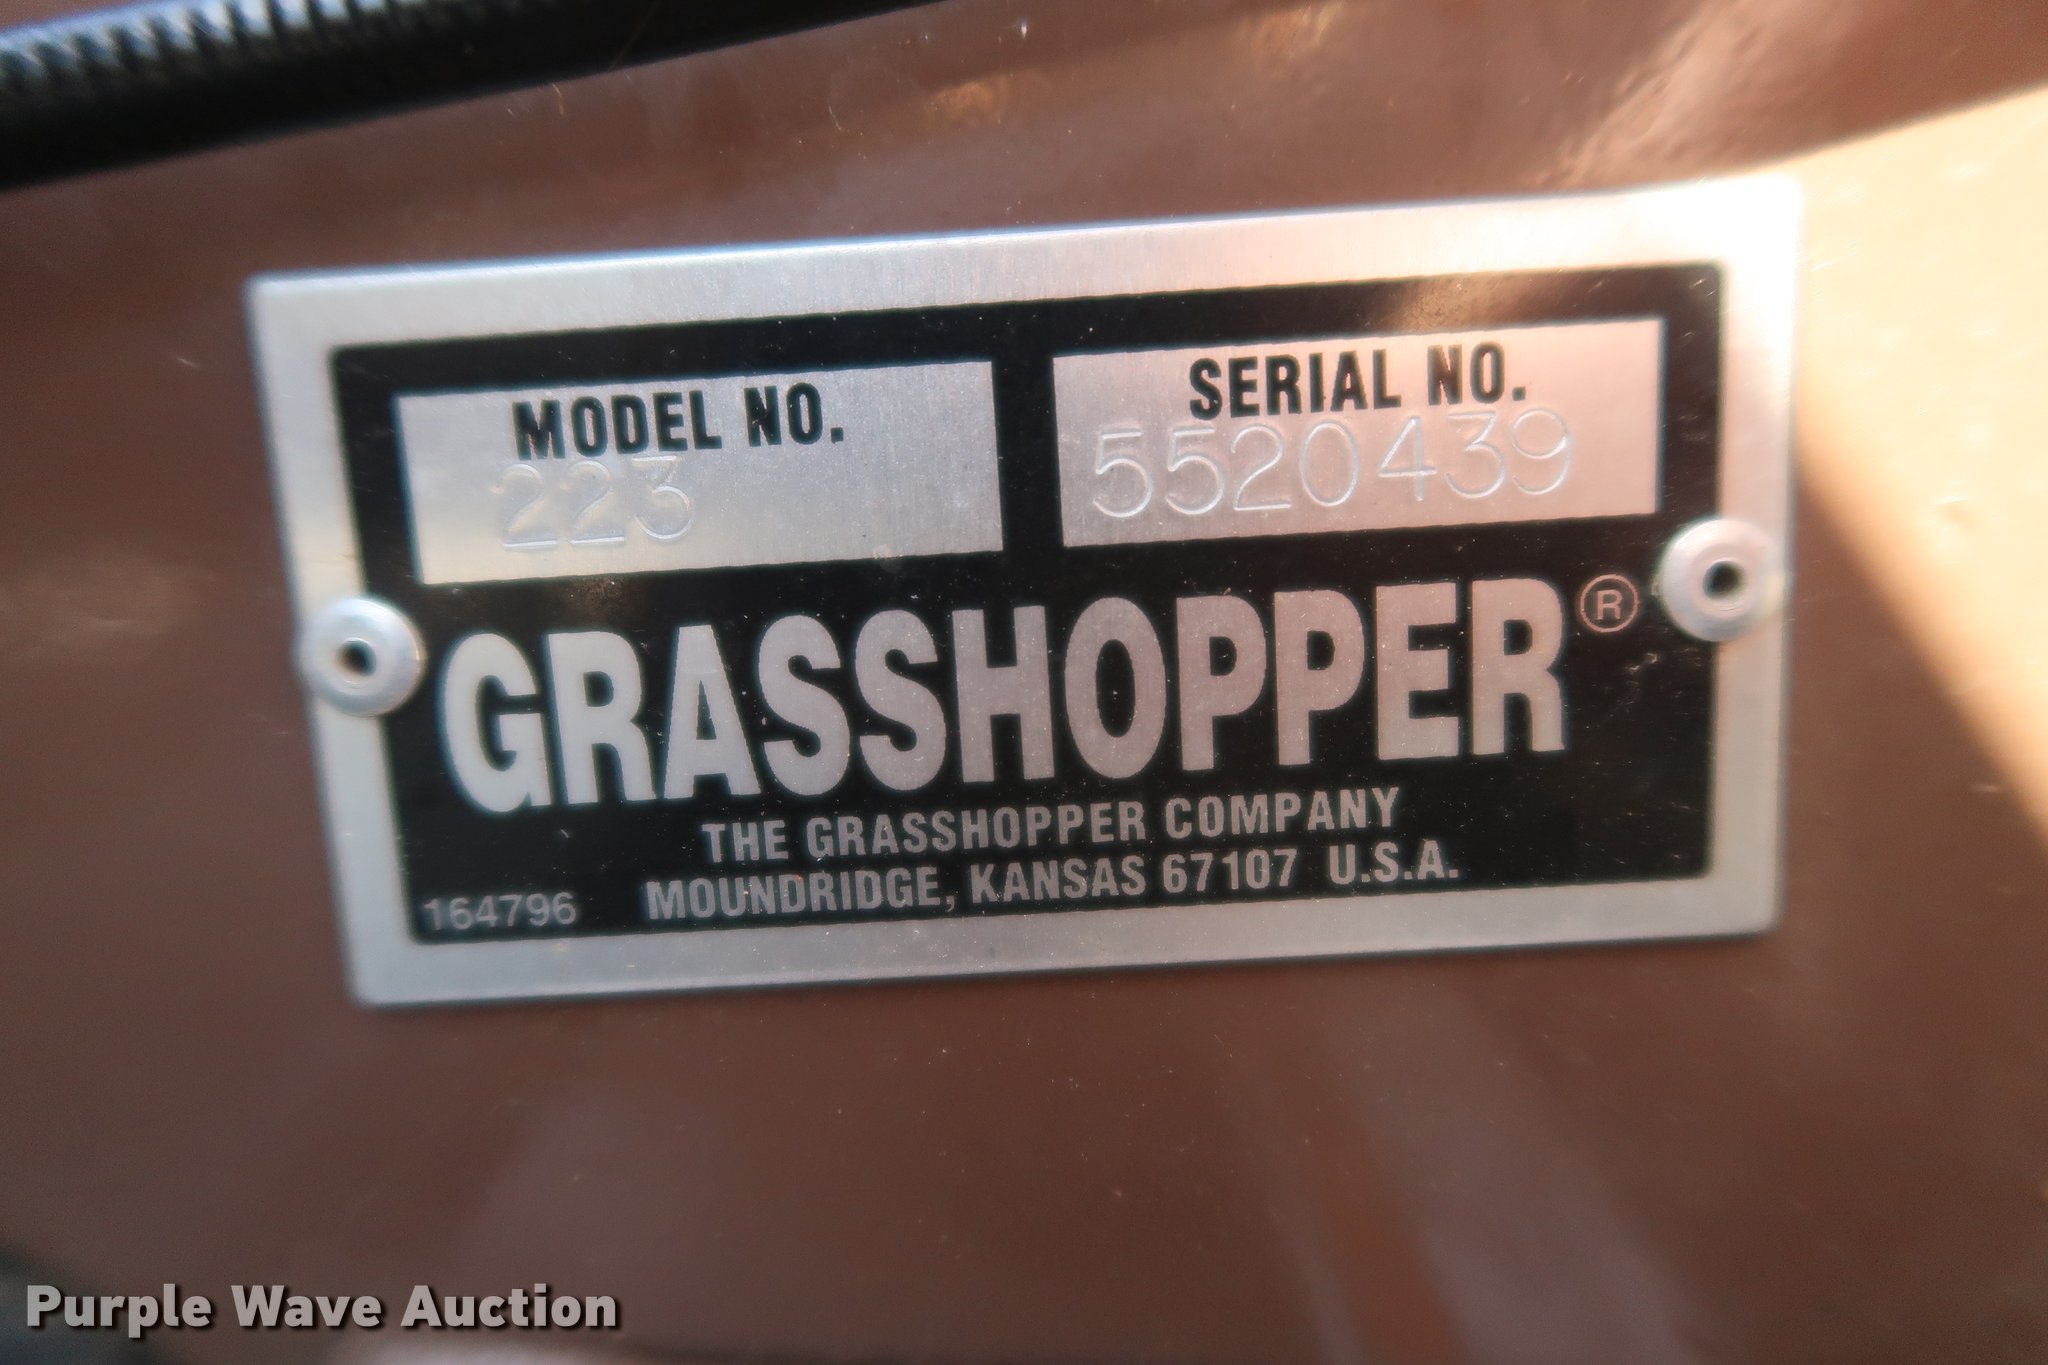 MODEL NO.
223
SERIAL NO.
5520439
GRASSHOPPER®
THE GRASSHOPPER COMPANY
MOUNDRIDGE, KANSAS 67107 U.S.A.
164796
Purple Wave Auction